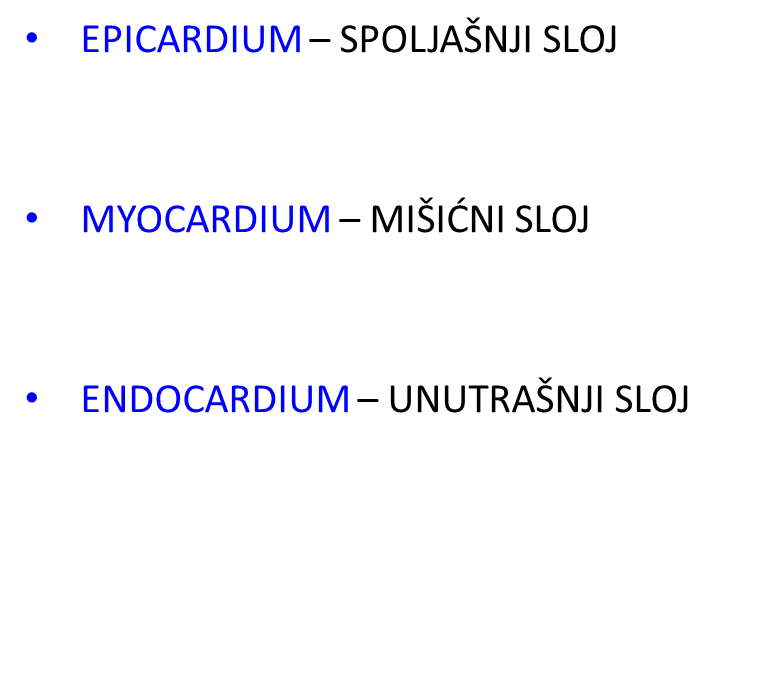 • EPICARDIUM – SPOLJAŠNJI SLOJ
• MYOCARDIUM – MIŠIĆNI SLOJ
• ENDOCARDIUM – UNUTRAŠNJI SLOJ